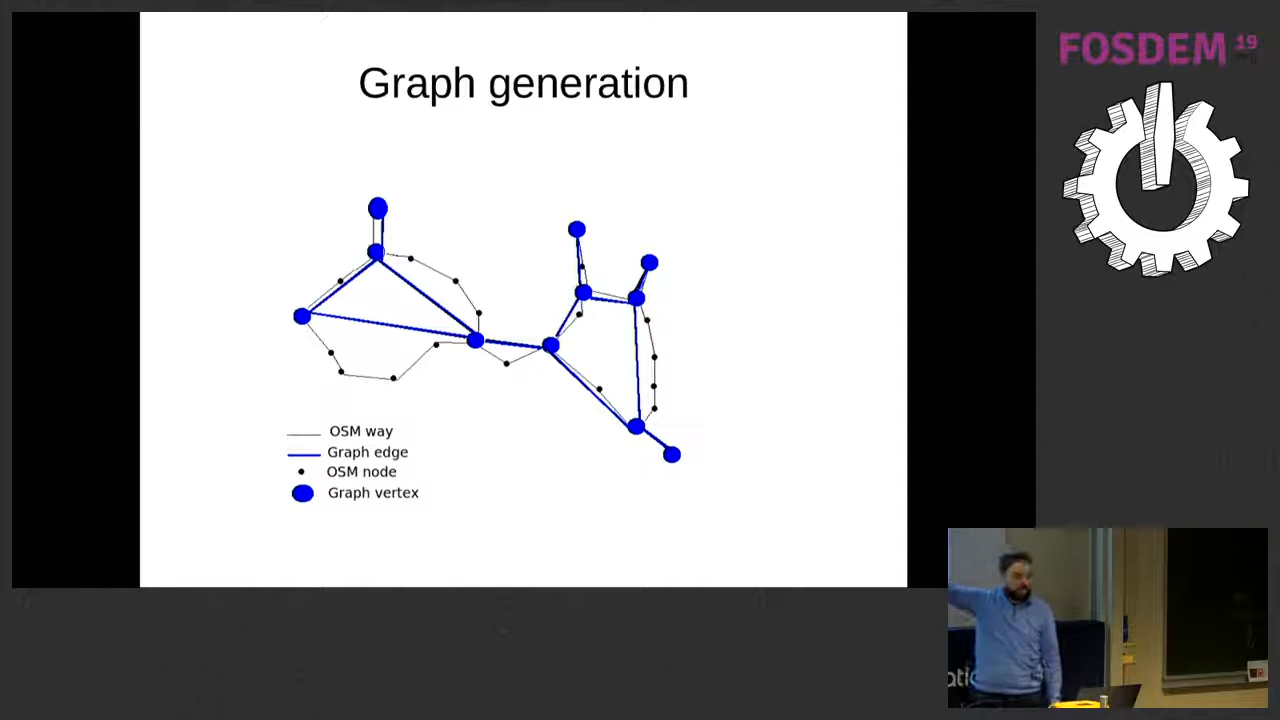 Graph generation
OSM way
Graph edge
OSM node
Graph vertex
FOSDEM 19